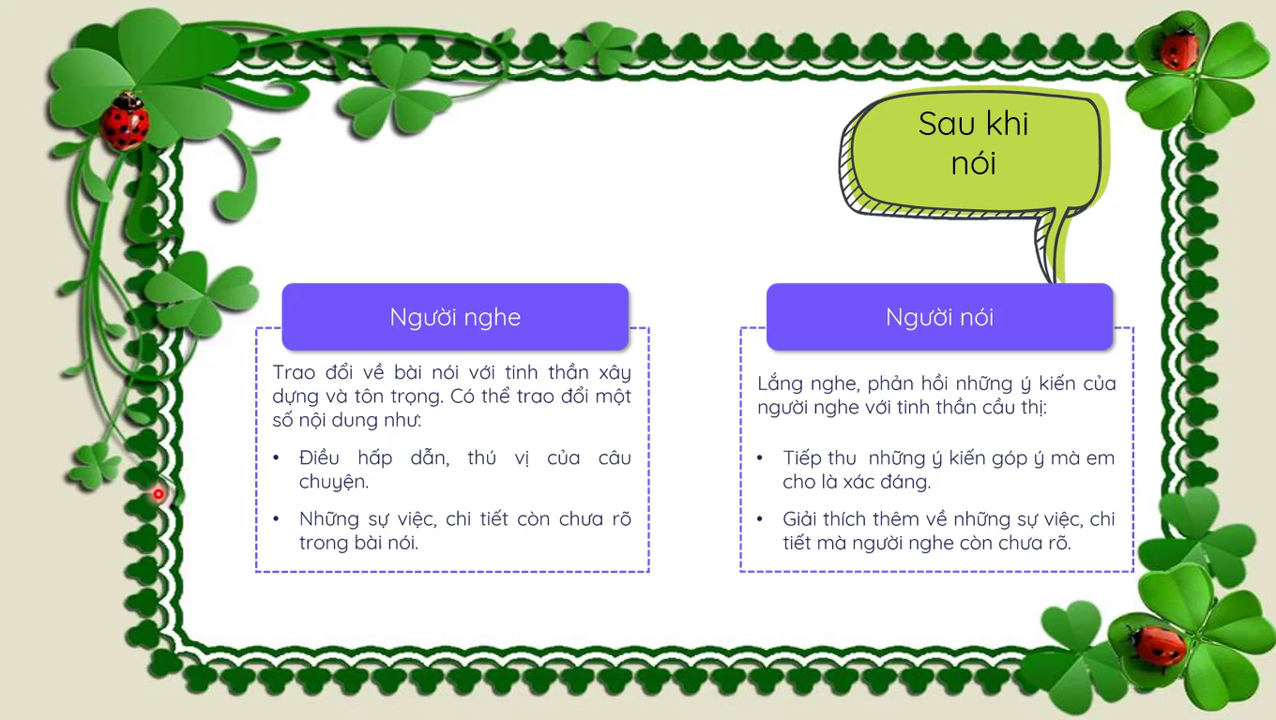 Sau khi
nói
Người nghe
Trao đổi về bài nói với tinh thần xây
dựng và tôn trọng. Có thể trao đổi một
số nội dung như:
• Điều hấp dẫn, thú vị của câu
chuyện.
• Những sự việc, chi tiết còn chưa rõ
trong bài nói.
Người nói
Lắng nghe, phản hồi những ý kiến của
người nghe với tinh thần cầu thị:
• Tiếp thu những ý kiến góp ý mà em
cho là xác đáng.
• Giải thích thêm về những sự việc, chi
tiết mà người nghe còn chưa rõ.